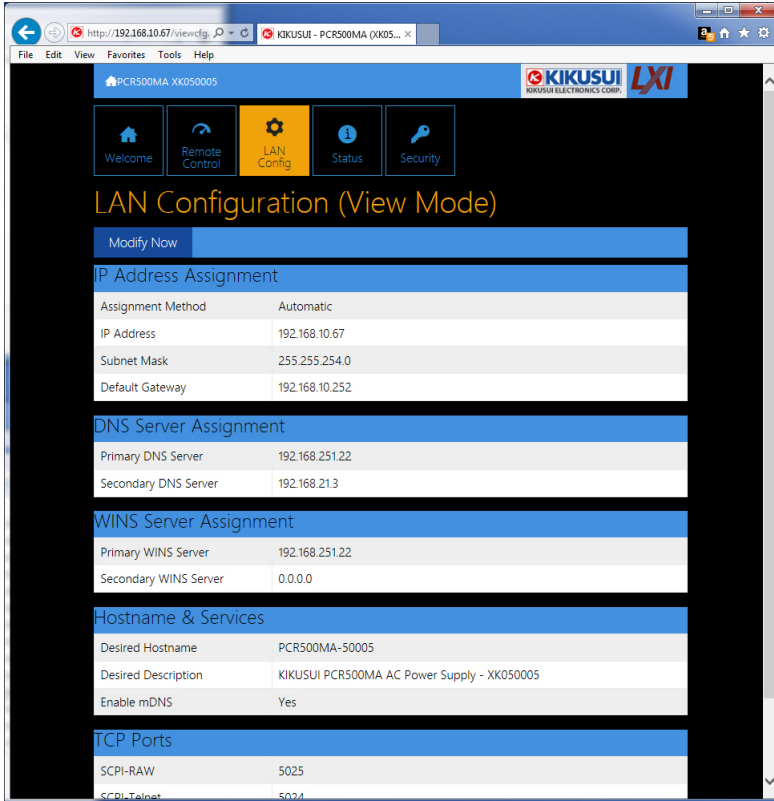 http://192.168.10.67/viewcfg.
KIKUSUI - PCR500MA (XK05...
File Edit View Favorites Tools Help
PCR500MA XK050005
KIKUSUI
KIKUSUI ELECTRONICS CORP.
LXI
Welcome
Remote
Control
LAN
Config
Status
Security
LAN Configuration (View Mode)
Modify Now
IP Address Assignment
Assignment Method Automatic
IP Address 192.168.10.67
Subnet Mask 255.255.254.0
Default Gateway 192.168.10.252
DNS Server Assignment
Primary DNS Server 192.168.251.22
Secondary DNS Server 192.168.21.3
WINS Server Assignment
Primary WINS Server 192.168.251.22
Secondary WINS Server 0.0.0.0
Hostname & Services
Desired Hostname PCR500MA-50005
Desired Description KIKUSUI PCR500MA AC Power Supply - XK050005
Enable mDNS Yes
TCP Ports
SCPI-RAW 5025
SCPI-Telnet 5024